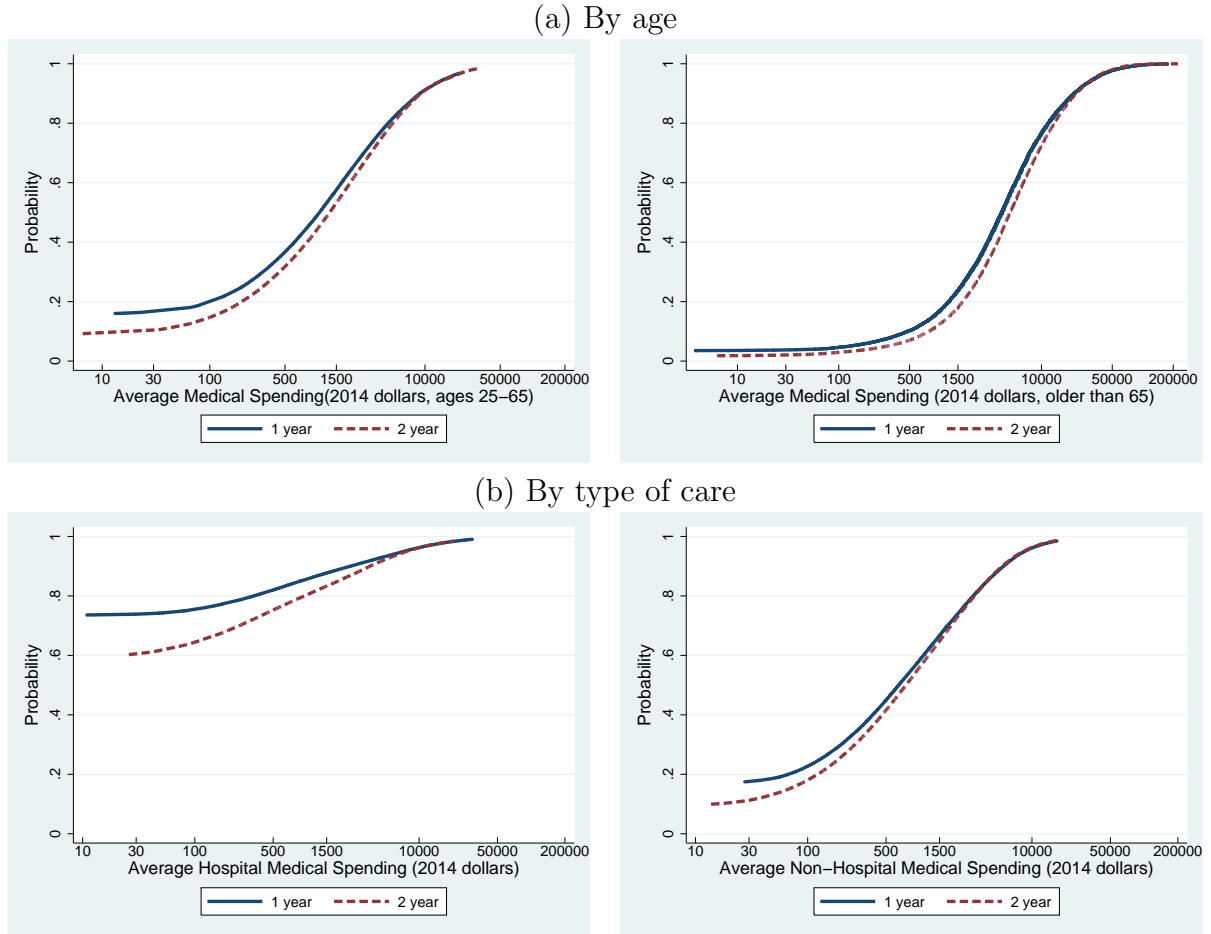 (a) By age
Probability
0 .2 .4 .6 .8 1
10 30 100 500 1500 10000 50000 200000
Average Medical Spending(2014 dollars, ages 25−65)
1 year 2 year
Probability
0 .2 .4 .6 .8 1
10 30 100 500 1500 10000 50000 200000
Average Medical Spending (2014 dollars, older than 65)
1 year 2 year
(b) By type of care
Probability
0 .2 .4 .6 .8 1
10 30 100 500 1500 10000 200000
Average Hospital Medical Spending (2014 dollars)
1 year 2 year
Probability
0 .2 .4 .6 .8 1
10 30 100 500 1500 10000 50000 200000
Average Non−Hospital Medical Spending (2014 dollars)
1 year 2 year